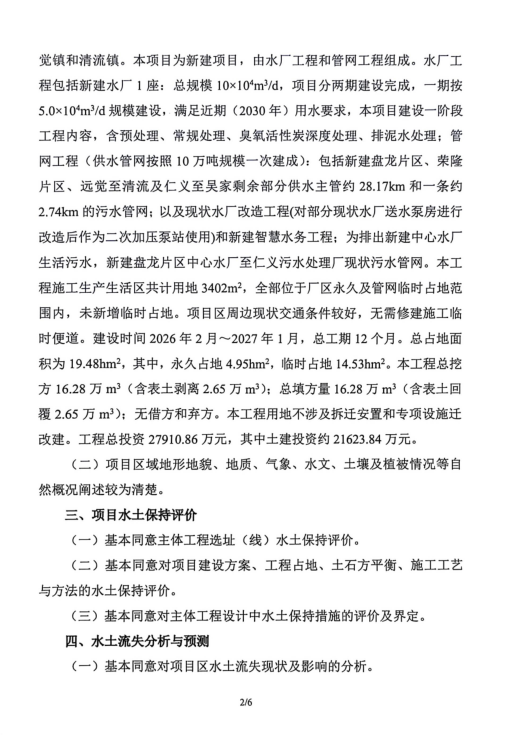 觉镇和清流镇。本项目为新建项目，由水厂工程和管网工程组成。水厂工
程包括新建水厂 1 座：总规模 10×10⁴m³/d，项目分两期建设完成，一期按
5.0×10⁴m³/d 规模建设，满足近期（2030 年）用水要求，本项目建设一阶段
工程内容，含预处理、常规处理、臭氧活性炭深度处理、排泥水处理；管
网工程（供水管网按照 10 万吨规模一次建成）：包括新建盘龙片区、荣隆
片区、远觉至清流及仁义至吴家剩余部分供水主管约 28.17km 和一条约
2.74km 的污水管网；以及现状水厂改造工程(对部分现状水厂送水泵房进行
改造后作为二次加压泵站使用)和新建智慧水务工程；为排出新建中心水厂
生活污水，新建盘龙片区中心水厂至仁义污水处理厂现状污水管网。本工
程施工生产生活区共计用地 3402m²，全部位于厂区永久及管网临时占地范
围内，未新增临时占地。项目区周边现状交通条件较好，无需修建施工临
时便道。建设时间 2026 年 2 月～2027 年 1 月，总工期 12 个月。总占地面
积为 19.48hm²，其中，永久占地 4.95hm²，临时占地 14.53hm²。本工程总挖
方 16.28 万 m³（含表土剥离 2.65 万 m³）；总填方量 16.28 万 m³（含表土回
覆 2.65 万 m³）；无借方和弃方。本工程用地不涉及拆迁安置和专项设施迁
改建。工程总投资 27910.86 万元，其中土建投资约 21623.84 万元。
（二）项目区域地形地貌、地质、气象、水文、土壤及植被情况等自
然概况阐述较为清楚。
三、项目水土保持评价
（一）基本同意主体工程选址（线）水土保持评价。
（二）基本同意对项目建设方案、工程占地、土石方平衡、施工工艺
与方法的水土保持评价。
（三）基本同意对主体工程设计中水土保持措施的评价及界定。
四、水土流失分析与预测
（一）基本同意对项目区水土流失现状及影响的分析。
2/6